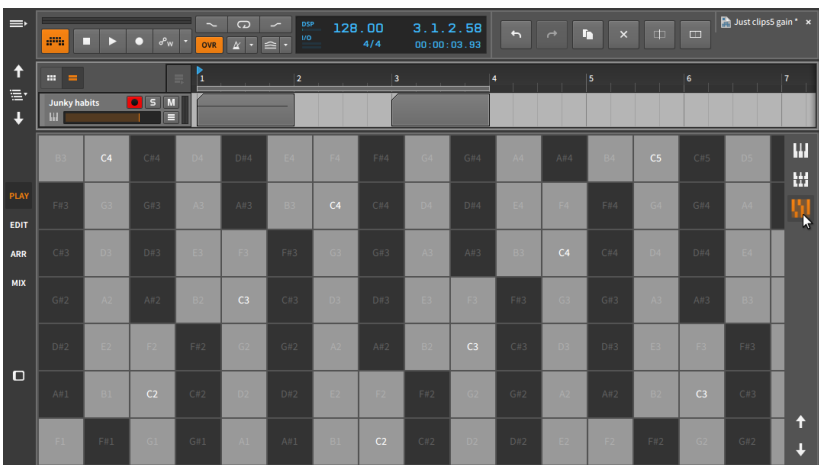 DSP
I/O
128.00
4/4
3.1.2.58
00:00:03.93
Just clips5 gain *
×
W
OVR
1 2 3 4 5 6 7
Junky habits S M
B3 C4 C#4 D4 D#4 E4 F4 F#4 G4 G#4 A4 A#4 B4 C5 C#5 D5
PLAY
F#3 G3 G#3 A3 A#3 B3 C4 C#4 D4 D#4 E4 F4 F#4 G4 G#4 A4
EDIT
ARR
C#3 D3 D#3 E3 F3 F#3 G3 G#3 A3 A#3 B3 C4 C#4 D4 D#4 E4
MIX
G#2 A2 A#2 B2 C3 C#3 D3 D#3 E3 F3 F#3 G3 G#3 A3 A#3 B3
D#2 E2 F2 F#2 G2 G#2 A2 A#2 B2 C3 C#3 D3 D#3 E3 F3 F#3
A#1 B1 C2 C#2 D2 D#2 E2 F2 F#2 G2 G#2 A2 A#2 B2 C3 C#3
F1 F#1 G1 G#1 A1 A#1 B1 C2 C#2 D2 D#2 E2 F2 F#2 G2 G#2